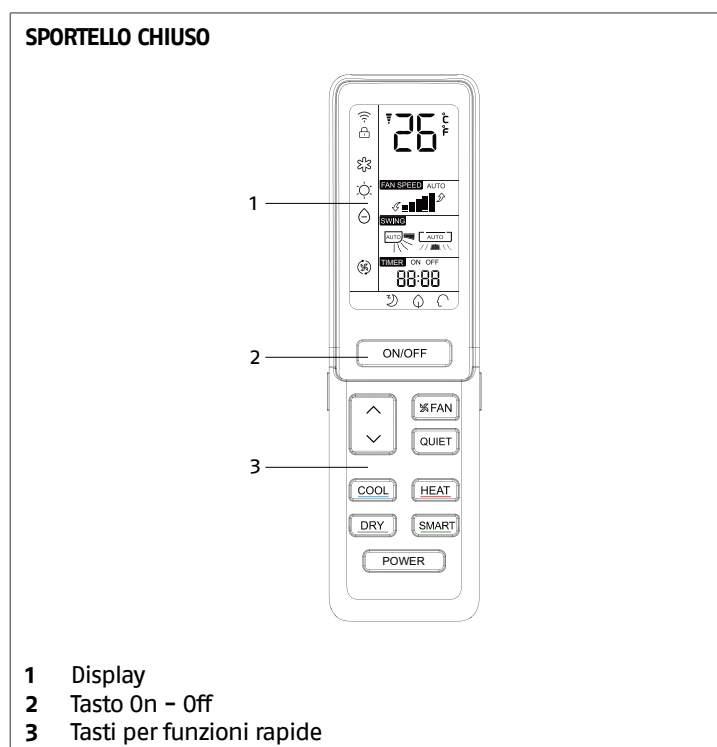 SPORTELLO CHIUSO
26 °C
°F
FAN SPEED AUTO
SWING
AUTO AUTO
TIMER ON OFF
88:88
z
1
ON/OFF
2
FAN
QUIET
3
COOL HEAT
DRY SMART
POWER
1 Display
2 Tasto On – Off
3 Tasti per funzioni rapide